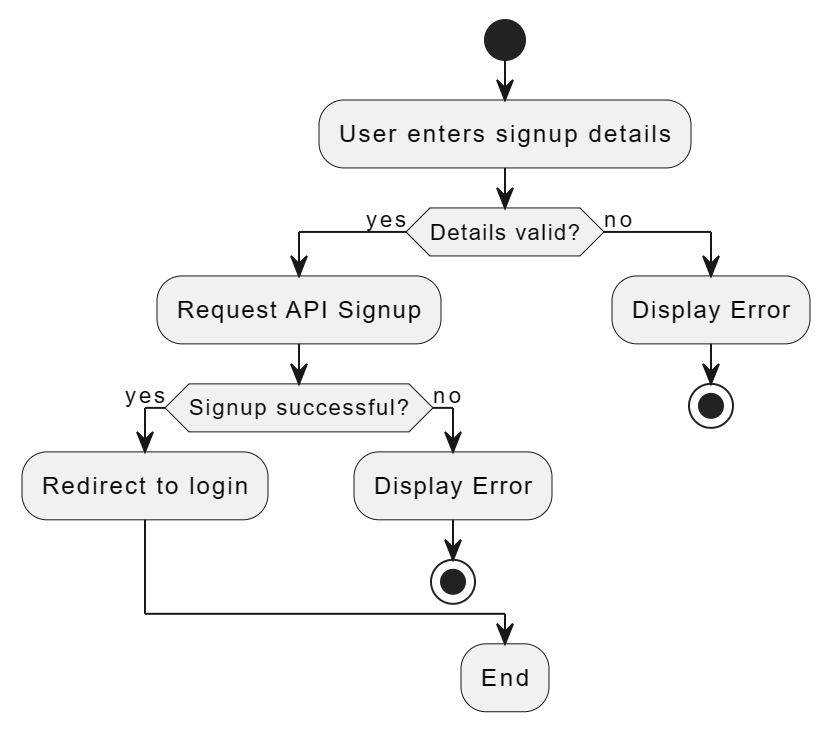 User enters signup details
yes
Details valid?
no
Request API Signup
Display Error
yes
Signup successful?
no
Redirect to login
Display Error
End